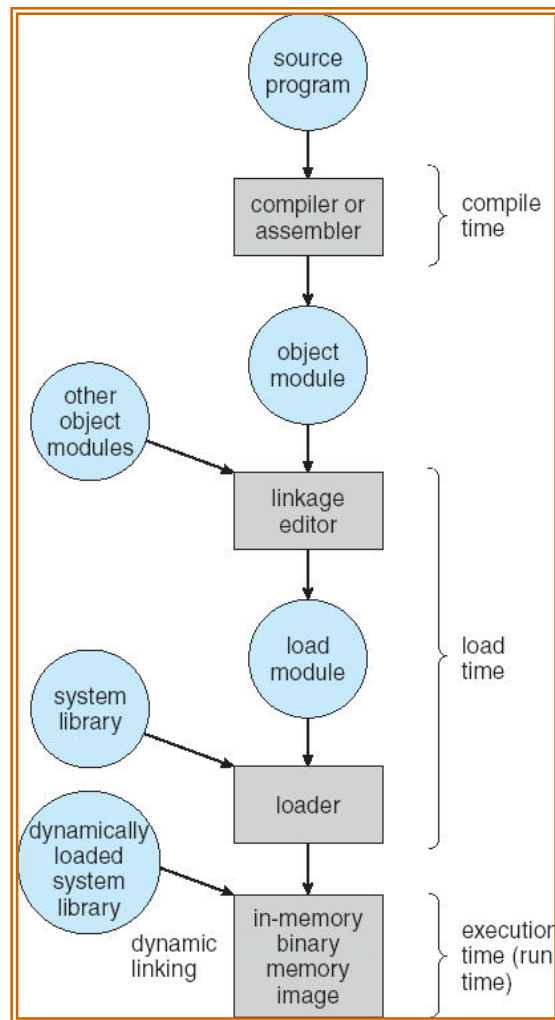 source
program
compiler or
assembler
compile
time
object
module
other
object
modules
linkage
editor
load
module
load
time
system
library
loader
dynamically
loaded
system
library
dynamic
linking
in-memory
binary
memory
image
execution
time (run
time)